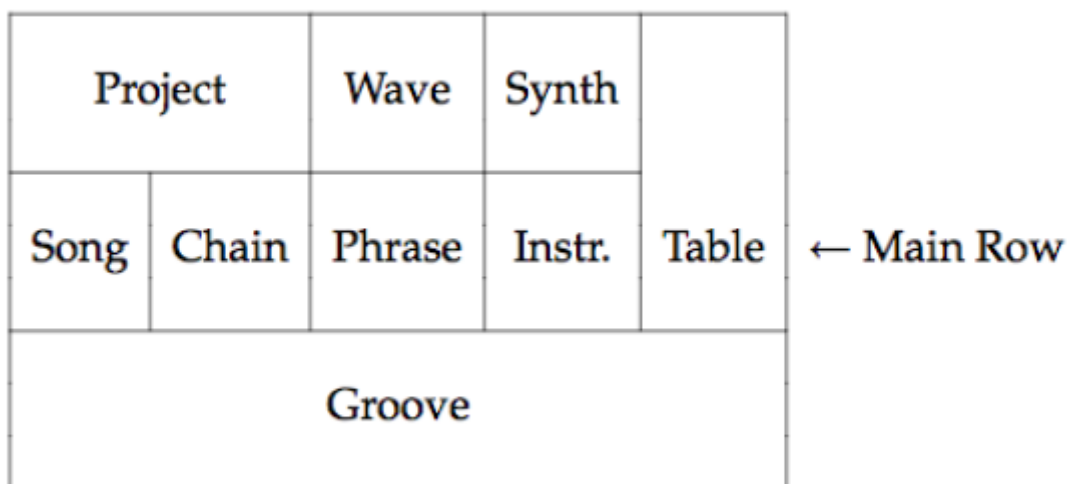 Project Wave Synth
Song Chain Phrase Instr. Table ← Main Row
Groove